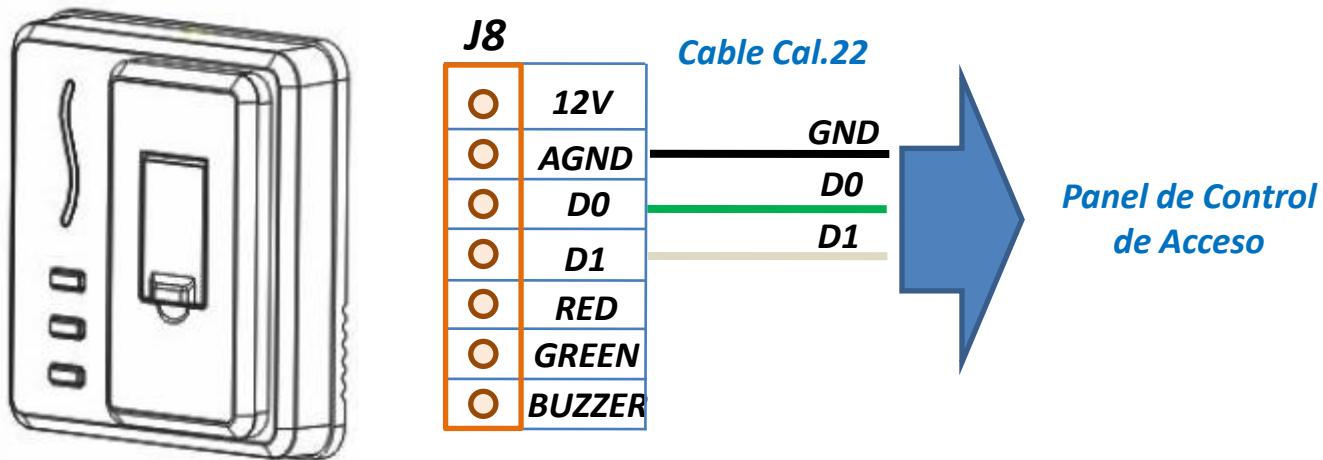 J8
Cable Cal.22
12V
AGND
GND
D0
D0
D1
D1
RED
GREEN
BUZZER
Panel de Control
de Acceso